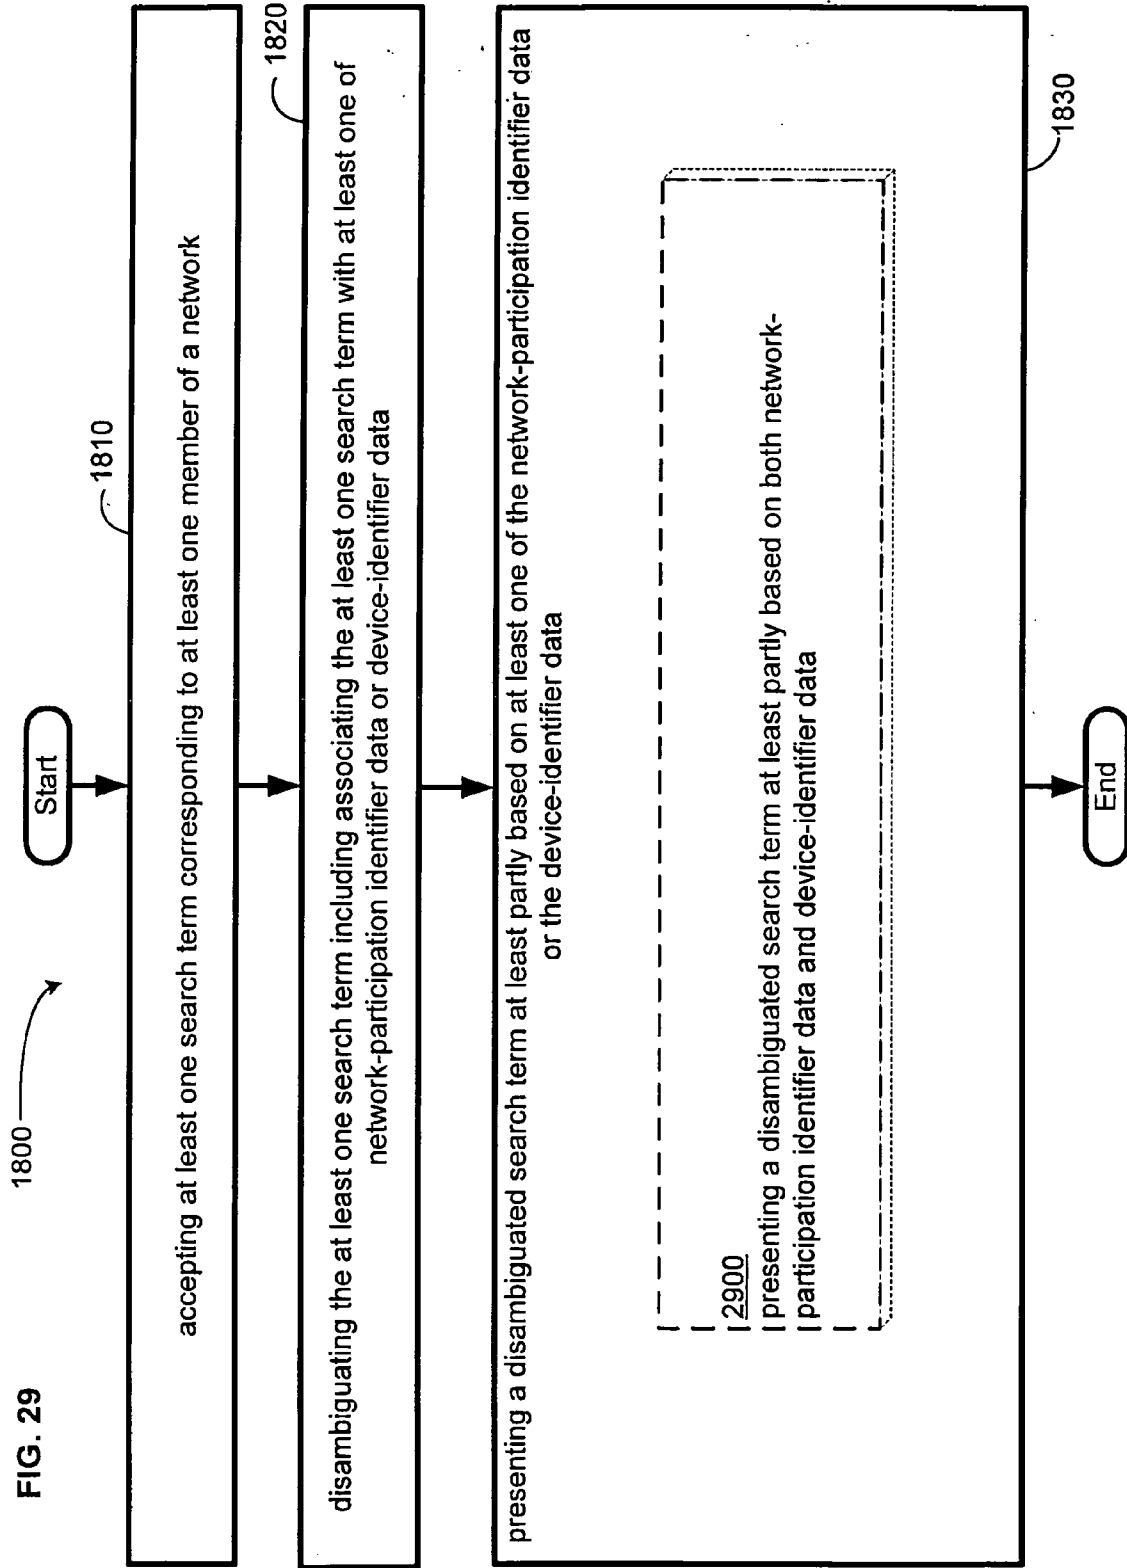 FIG. 29
1800
Start
1810
accepting at least one search term corresponding to at least one member of a network
1820
disambiguating the at least one search term including associating the at least one search term with at least one of
network-participation identifier data or device-identifier data
presenting a disambiguated search term at least partly based on at least one of the network-participation identifier data
or the device-identifier data
2900
presenting a disambiguated search term at least partly based on both network-
participation identifier data and device-identifier data
1830
End